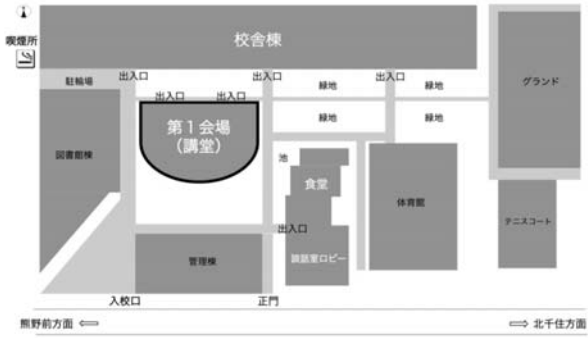 校舎棟
喫煙所
駐輪場
出入口
出入口
出入口
緑地
緑地
グランド
出入口
出入口
緑地
緑地
第1会場
（講堂）
図書館棟
池
食堂
体育館
テニスコート
出入口
管理棟
談話室ロビー
入校口
正門
熊野前方面
北千住方面